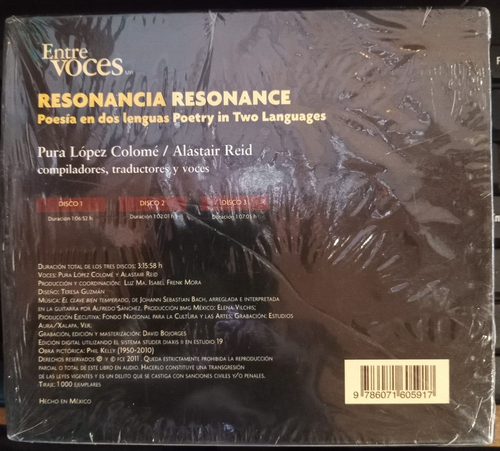 Entre
voces
RESONANCIA RESONANCE
Poesía en dos lenguas Poetry in Two Languages
Pura López Colomé / Alastair Reid
compiladores, traductores y voces
DISCO 1 DISCO 2 DISCO 3
Duración 1:06:52 h Duración 1:02:01 h Duración 1:07:05 h
Duración total de los tres discos: 3:15:58 h
Voces: Pura López Colomé y Alastair Reid
Producción y coordinación: Luz Ma. Isabel Frenk Mora
Diseño: Teresa Guzmán
Música: El clave bien temperado, de Johann Sebastian Bach, arreglada e interpretada
en la guitarra por Alfredo Sánchez. Producción BMG México: Elena Vilchis;
Producción Ejecutiva: Fondo Nacional para la Cultura y las Artes; Grabación: Estudios
Aura/Xalapa, Ver.
Grabación, edición y masterización: David Bojorges
Edición digital utilizando el sistema Stüder Diaris II en estudio 19
Obra pictórica: Phil Kelly (1950-2010)
Derechos reservados ℗ y © FCE 2011. Queda estrictamente prohibida la reproducción
parcial o total de este libro en audio. Hacerlo constituye una transgresión
de las leyes vigentes y es un delito que se castiga con sanciones civiles y/o penales.
Tiraje: 1 000 ejemplares
Hecho en México
9 786071 605917